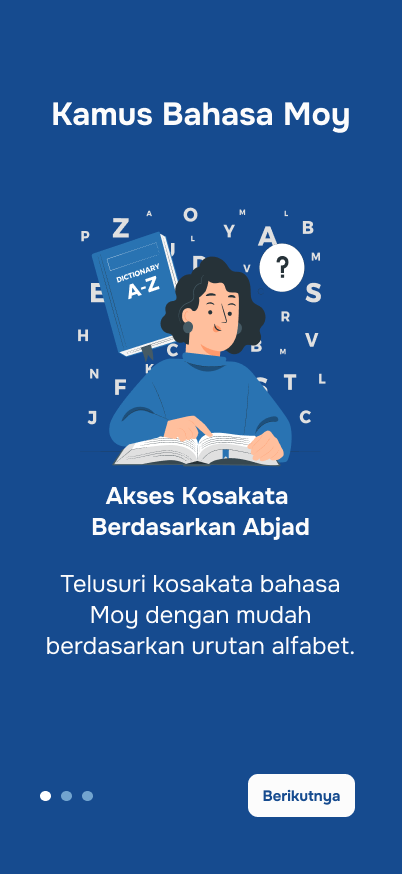 Kamus Bahasa Moy
A
O
M
L
Z
Y
B
P
L
A
M
?
V
DICTIONARY
A-Z
E
S
R
H
V
B
M
C
N
K
F
S
T
L
J
C
Akses Kosakata
Berdasarkan Abjad
Telusuri kosakata bahasa
Moy dengan mudah
berdasarkan urutan alfabet.
Berikutnya